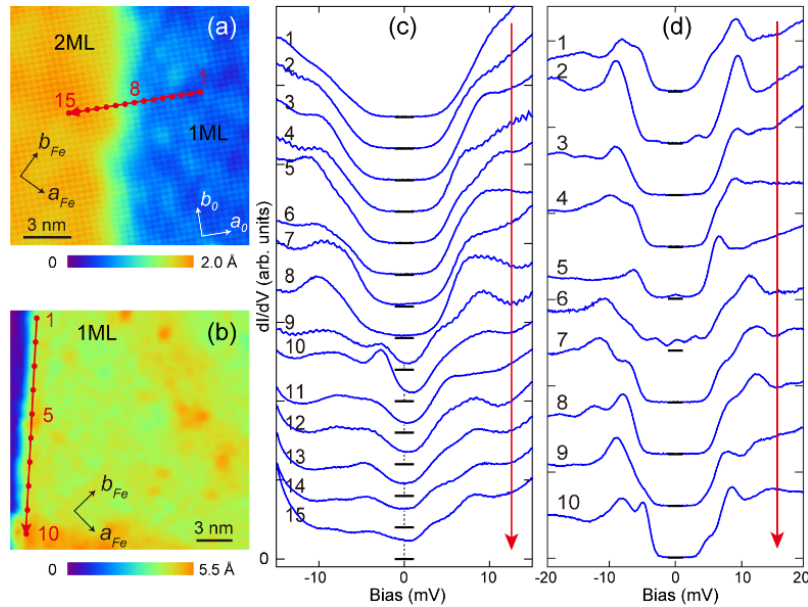 (a)
2ML
15
8
1
1ML
b_Fe
a_Fe
3 nm
b_0
a_0
0 2.0 Å
(b)
1ML
1
5
10
b_Fe
a_Fe
3 nm
0 5.5 Å
(c)
1
2
3
4
5
6
7
8
9
10
11
12
13
14
15
0
dI/dV (arb. units)
-10 0 10
Bias (mV)
(d)
1
2
3
4
5
6
7
8
9
10
-20 -10 0 10 20
Bias (mV)